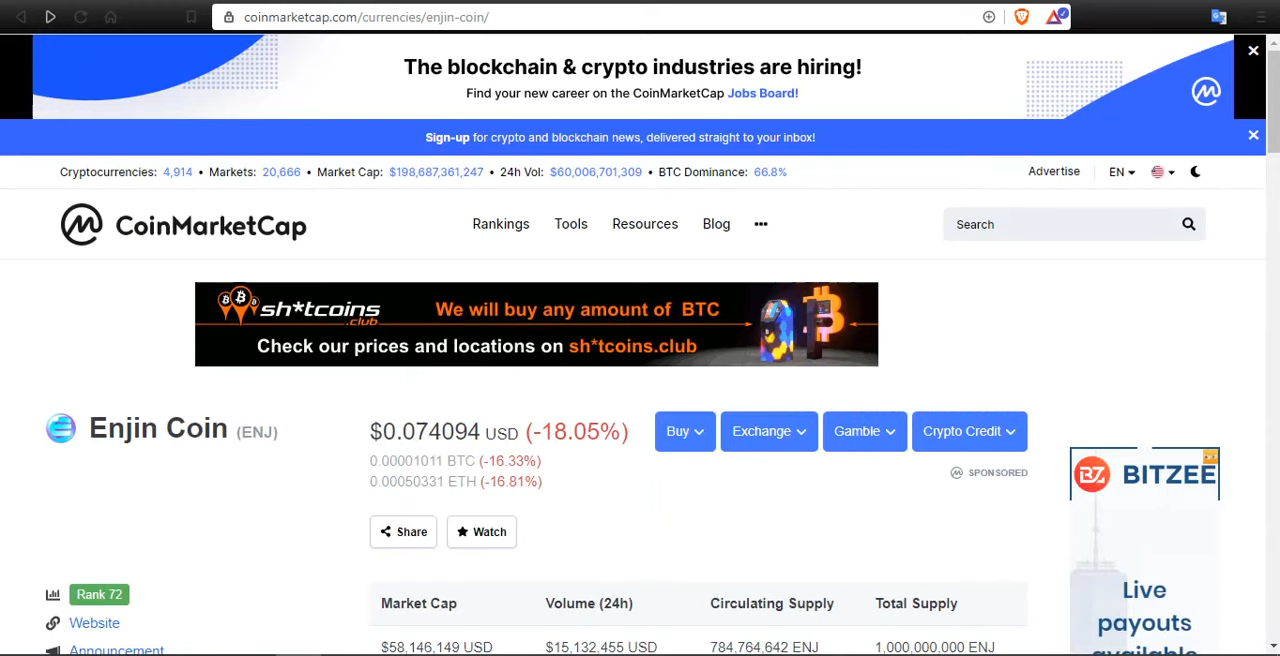 coinmarketcap.com/currencies/enjin-coin/
The blockchain & crypto industries are hiring!
Find your new career on the CoinMarketCap Jobs Board!
Sign-up for crypto and blockchain news, delivered straight to your inbox!
Cryptocurrencies: 4,914 • Markets: 20,666 • Market Cap: $198,687,361,247 • 24h Vol: $60,006,701,309 • BTC Dominance: 66.8%
Advertise EN
CoinMarketCap
Rankings Tools Resources Blog
Search
sh*tcoins
.club
We will buy any amount of BTC
Check our prices and locations on sh*tcoins.club
Enjin Coin (ENJ)
$0.074094 USD (-18.05%)
0.00001011 BTC (-16.33%)
0.00050331 ETH (-16.81%)
Buy Exchange Gamble Crypto Credit
SPONSORED
Share Watch
BITZEE
Live
payouts
available
Rank 72
Website
Announcement
Market Cap Volume (24h) Circulating Supply Total Supply
$58,146,149 USD $15,132,455 USD 784,764,642 ENJ 1,000,000,000 ENJ